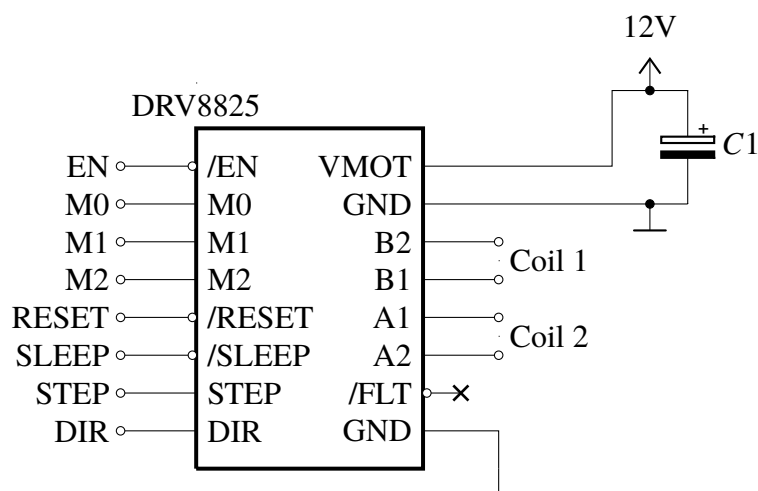 12V
DRV8825
+
C1
EN /EN VMOT
M0 M0 GND
M1 M1 B2
Coil 1
M2 M2 B1
RESET /RESET A1
Coil 2
SLEEP /SLEEP A2
STEP STEP /FLT
DIR DIR GND